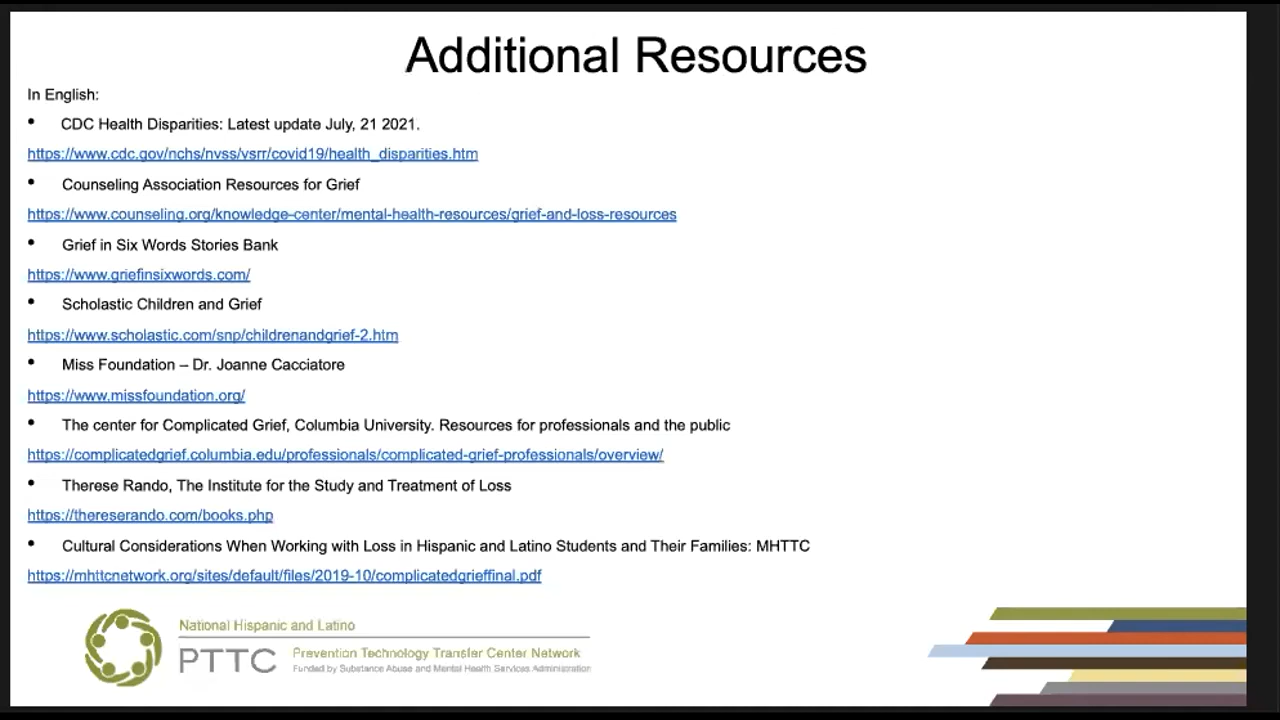 Additional Resources
In English:
• CDC Health Disparities: Latest update July, 21 2021.
https://www.cdc.gov/nchs/nvss/vsrr/covid19/health_disparities.htm
• Counseling Association Resources for Grief
https://www.counseling.org/knowledge-center/mental-health-resources/grief-and-loss-resources
• Grief in Six Words Stories Bank
https://www.griefinsixwords.com/
• Scholastic Children and Grief
https://www.scholastic.com/snp/childrenandgrief-2.htm
• Miss Foundation – Dr. Joanne Cacciatore
https://www.missfoundation.org/
• The center for Complicated Grief, Columbia University. Resources for professionals and the public
https://complicatedgrief.columbia.edu/professionals/complicated-grief-professionals/overview/
• Therese Rando, The Institute for the Study and Treatment of Loss
https://thereserando.com/books.php
• Cultural Considerations When Working with Loss in Hispanic and Latino Students and Their Families: MHTTC
https://mhttcnetwork.org/sites/default/files/2019-10/complicatedgrieffinal.pdf
National Hispanic and Latino
PTTC Prevention Technology Transfer Center Network
Funded by Substance Abuse and Mental Health Services Administration